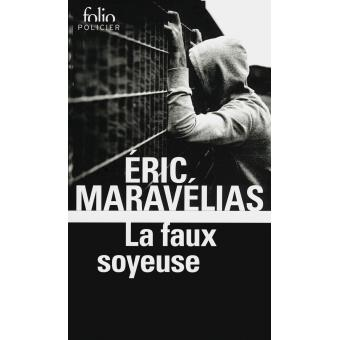 folio
POLICIER
ÉRIC
MARAVÉLIAS
La faux
soyeuse